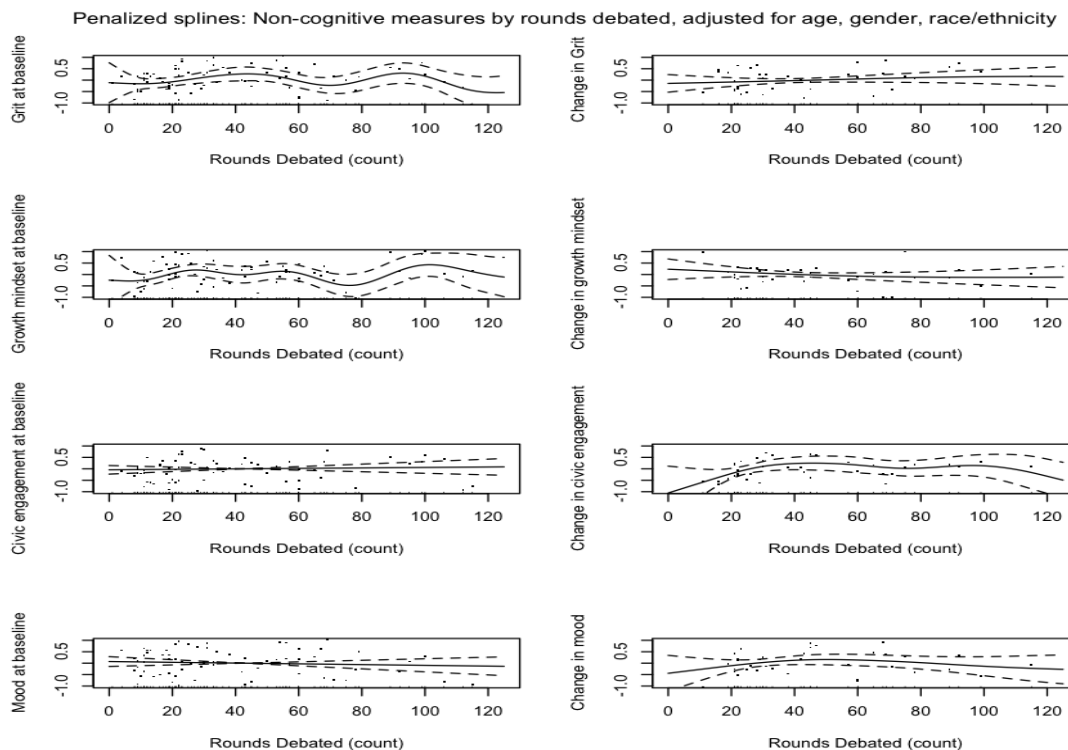 Penalized splines: Non-cognitive measures by rounds debated, adjusted for age, gender, race/ethnicity
Grit at baseline
0.5
-1.0
0 20 40 60 80 100 120
Rounds Debated (count)
Change in Grit
0.5
-1.0
0 20 40 60 80 100 120
Rounds Debated (count)
Growth mindset at baseline
0.5
-1.0
0 20 40 60 80 100 120
Rounds Debated (count)
Change in growth mindset
0.5
-1.0
0 20 40 60 80 100 120
Rounds Debated (count)
Civic engagement at baseline
0.5
-1.0
0 20 40 60 80 100 120
Rounds Debated (count)
Change in civic engagement
0.5
-1.0
0 20 40 60 80 100 120
Rounds Debated (count)
Mood at baseline
0.5
-1.0
0 20 40 60 80 100 120
Rounds Debated (count)
Change in mood
0.5
-1.0
0 20 40 60 80 100 120
Rounds Debated (count)